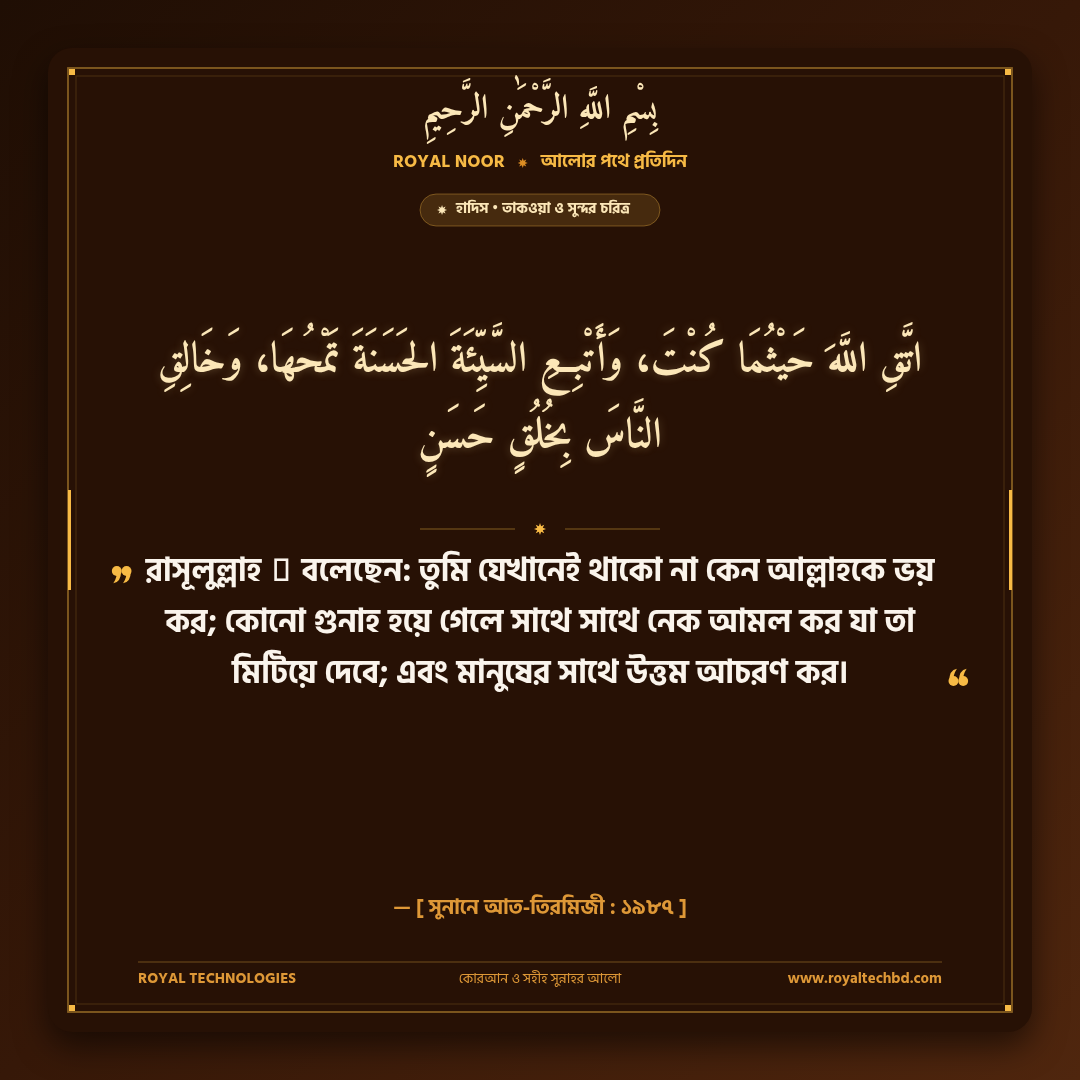 بِسْمِ اللَّهِ الرَّحْمَٰنِ الرَّحِيمِ
ROYAL NOOR ✸ আলোর পথে প্রতিদিন
✸ হাদিস • তাকওয়া ও সুন্দর চরিত্র
اتَّقِ اللَّهَ حَيْثُمَا كُنْتَ، وَأَتْبِعِ السَّيِّئَةَ الحَسَنَةَ تَمْحُهَا، وَخَالِقِ
النَّاسَ بِخُلُقٍ حَسَنٍ
❞ রাসূলুল্লাহ ▯ বলেছেন: তুমি যেখানেই থাকো না কেন আল্লাহকে ভয়
কর; কোনো গুনাহ হয়ে গেলে সাথে সাথে নেক আমল কর যা তা
মিটিয়ে দেবে; এবং মানুষের সাথে উত্তম আচরণ কর। ❝
— [ সুনানে আত-তিরমিজী : ১৯৮৭ ]
ROYAL TECHNOLOGIES
কোরআন ও সহীহ সুন্নাহর আলো
www.royaltechbd.com